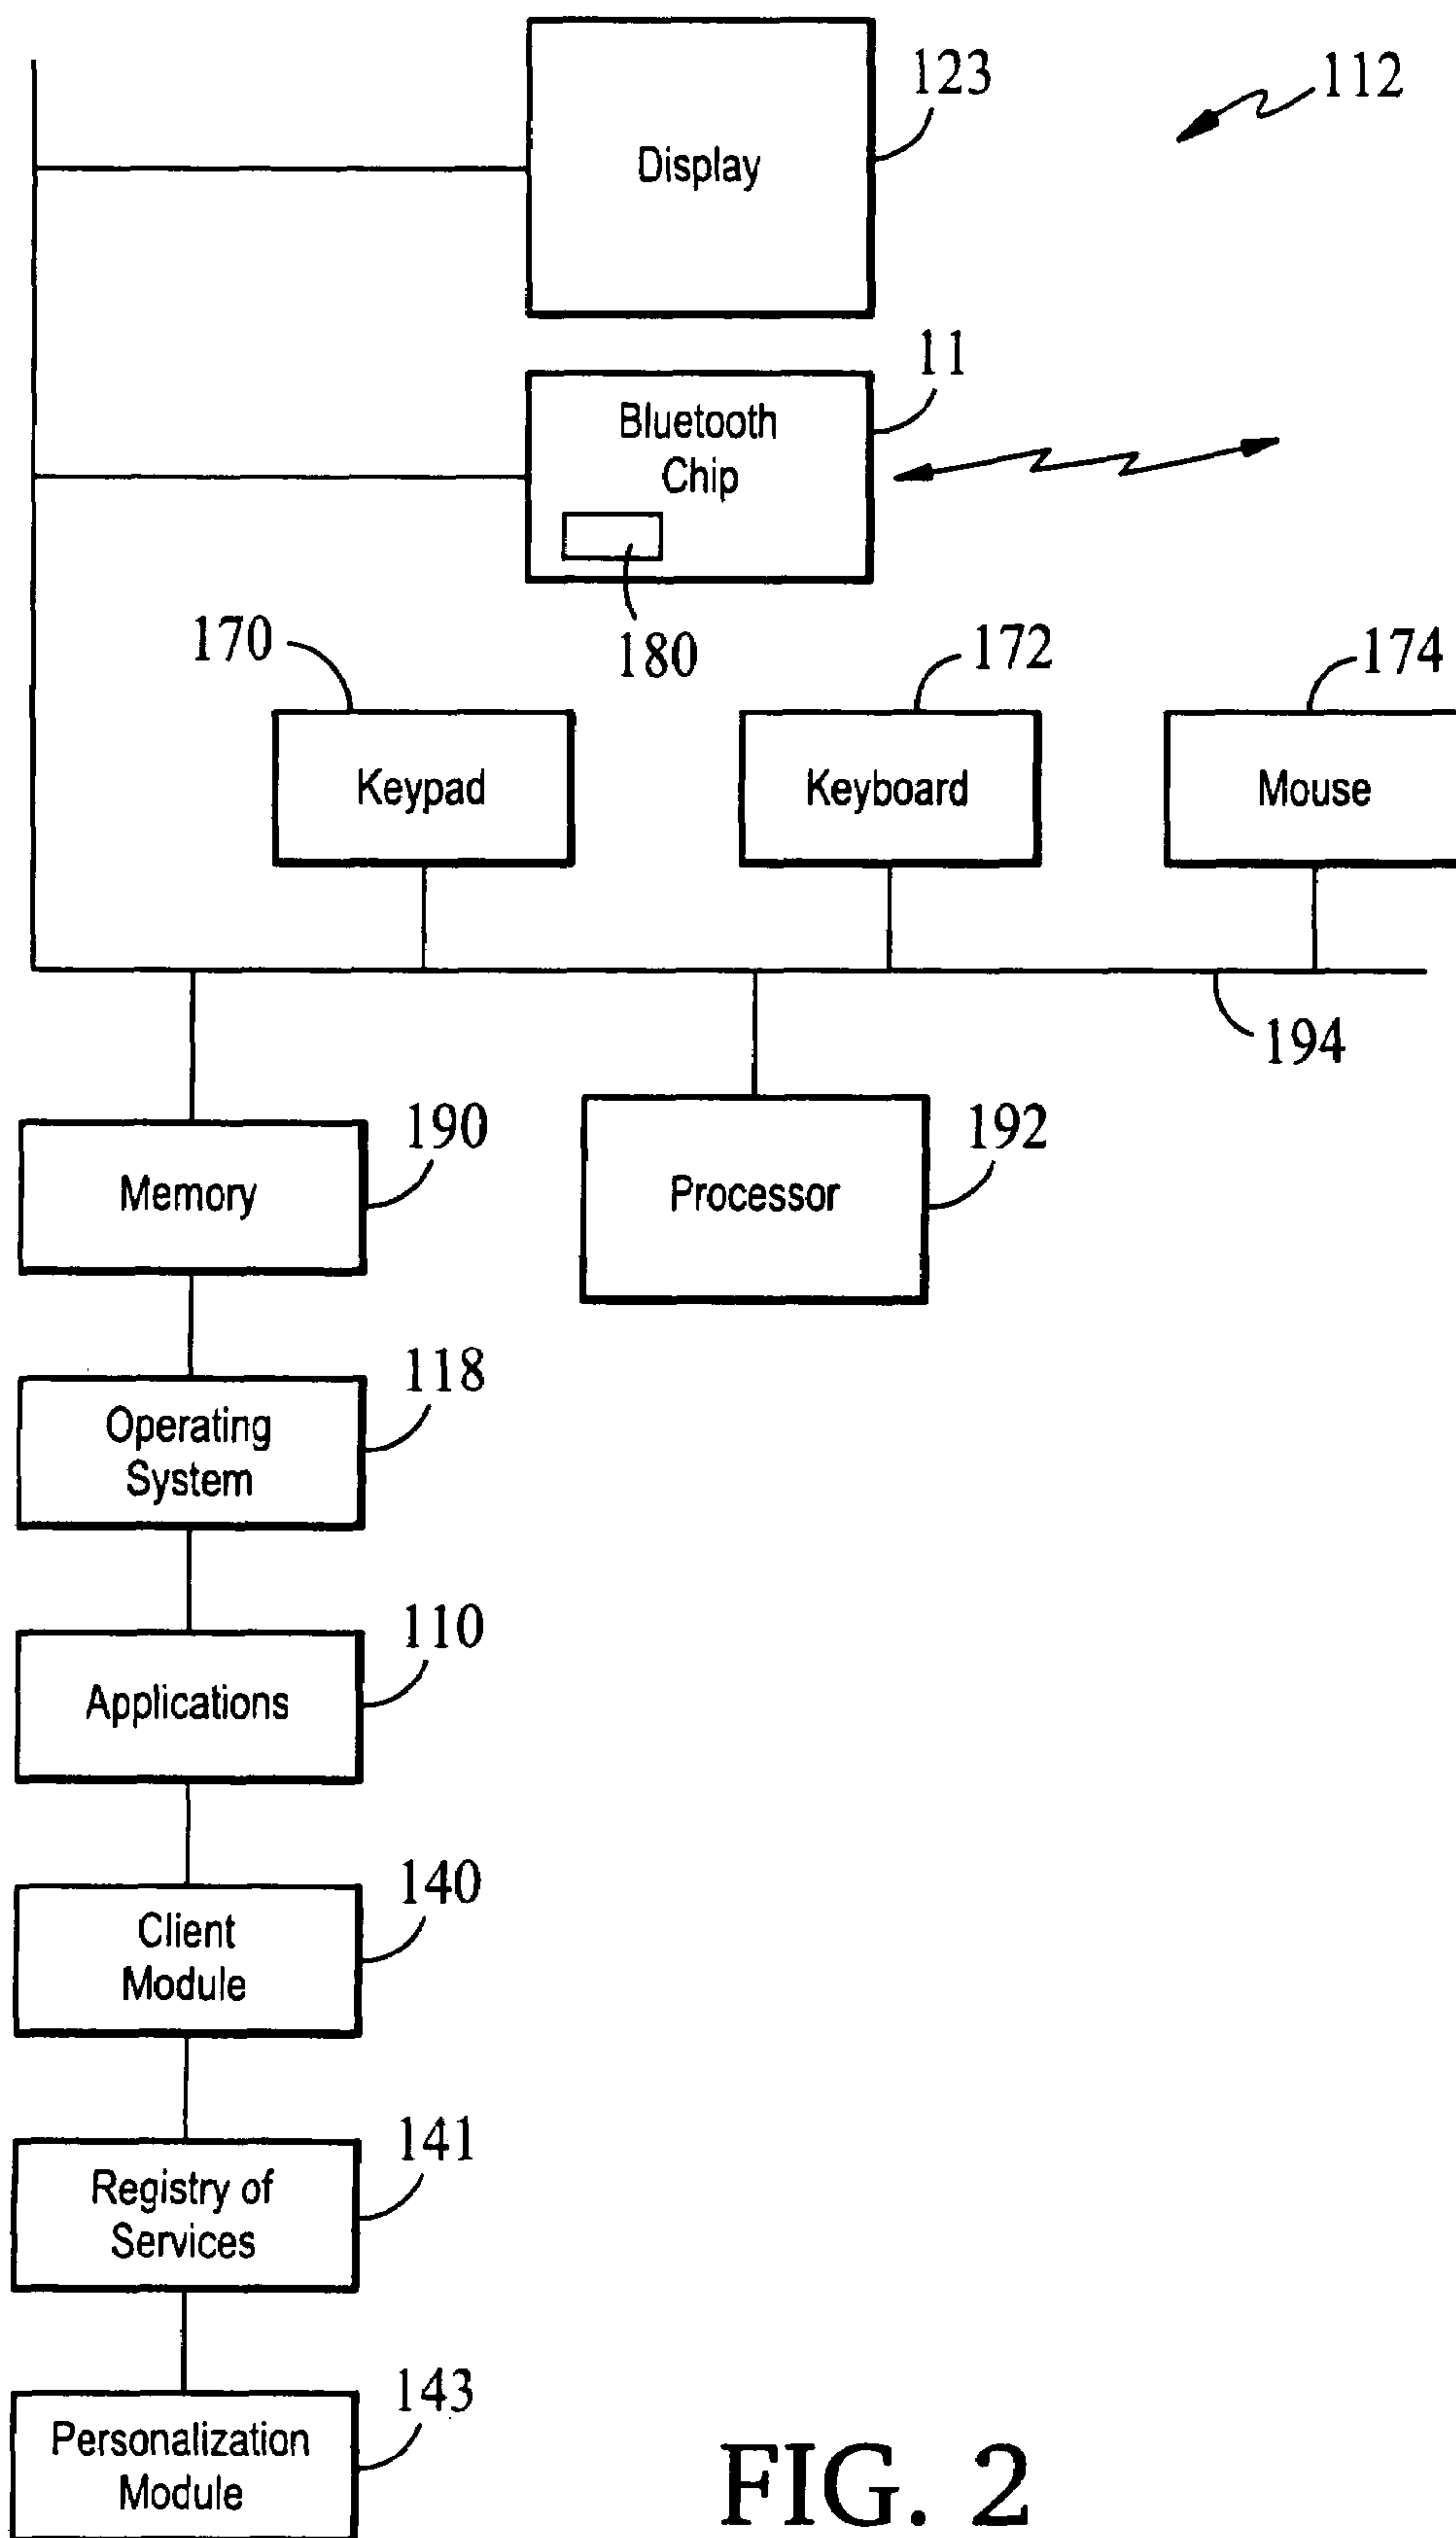 123
112
Display
11
Bluetooth
Chip
180
170
172
174
Keypad
Keyboard
Mouse
194
190
192
Memory
Processor
118
Operating
System
110
Applications
140
Client
Module
141
Registry of
Services
143
Personalization
Module
FIG. 2